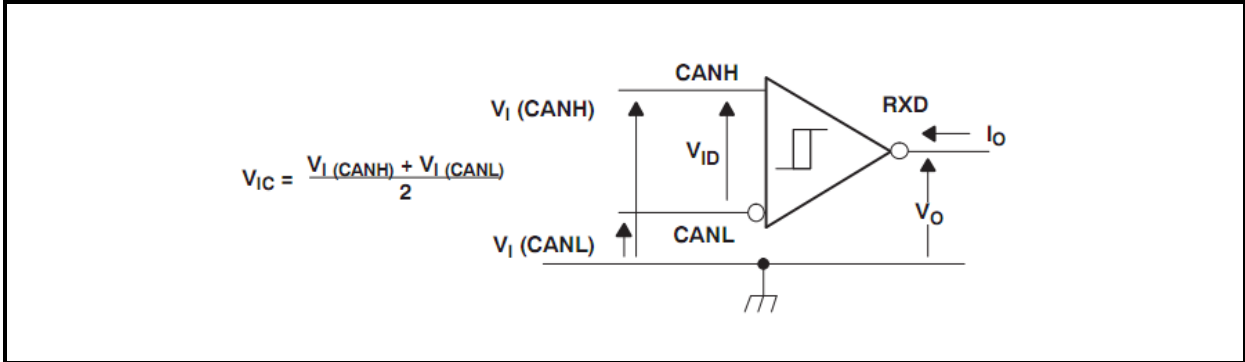 CANH
V_I (CANH)
RXD
I_O
V_ID
V_IC = V_I (CANH) + V_I (CANL)
2
V_O
CANL
V_I (CANL)